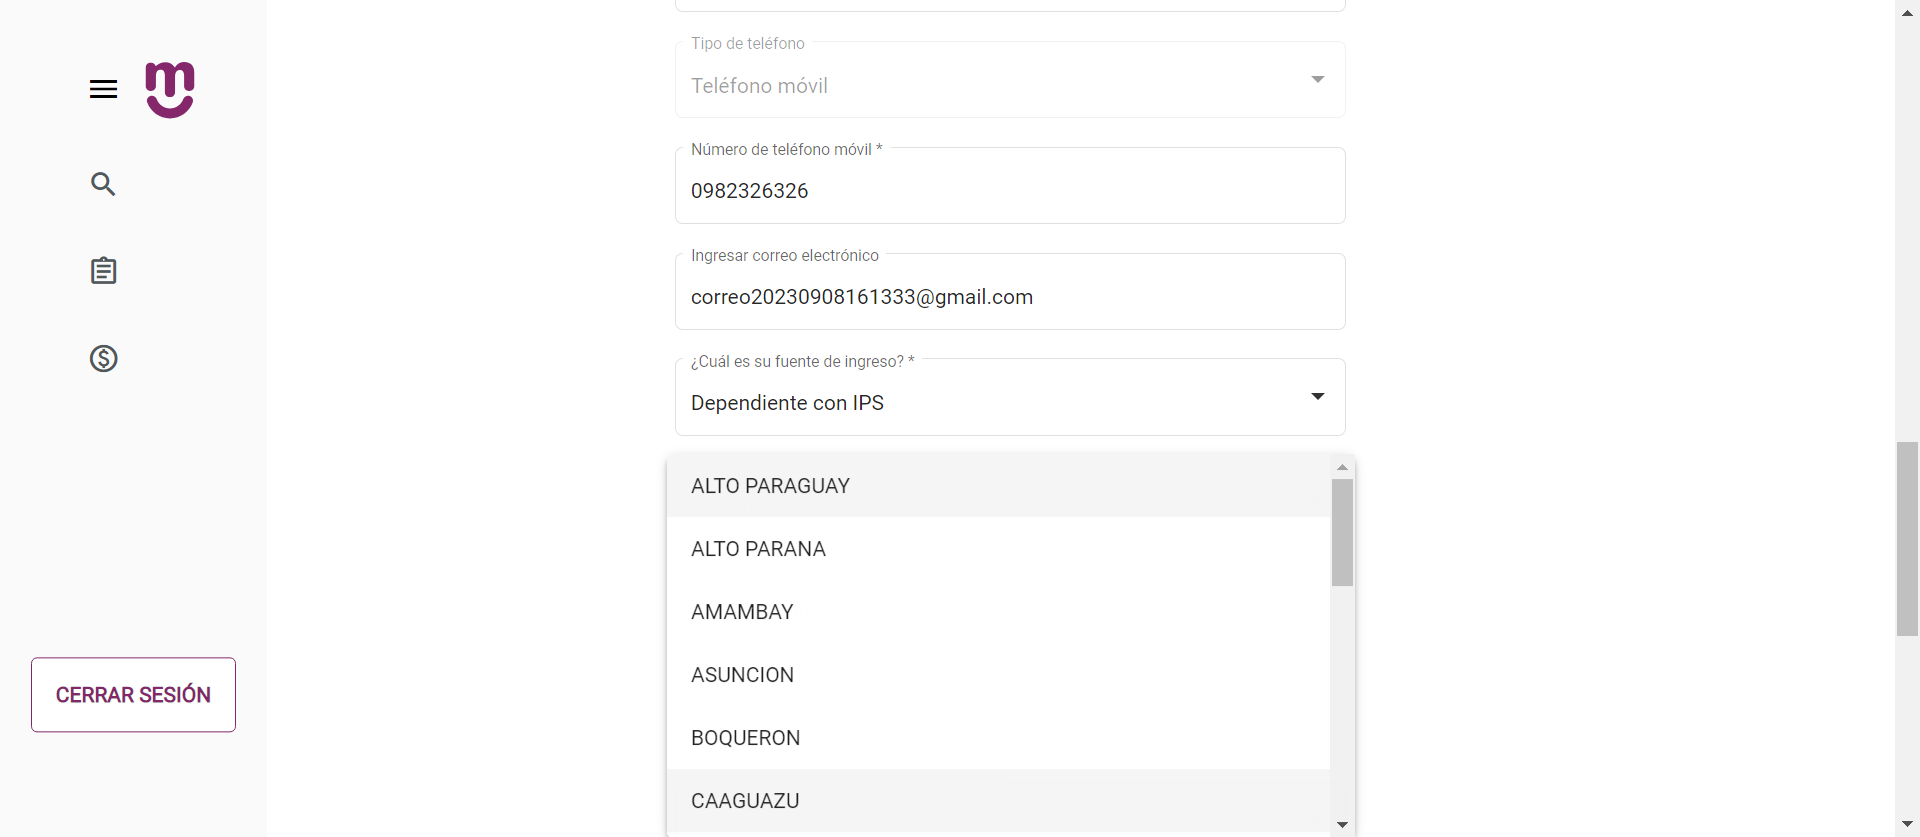 Tipo de teléfono
Teléfono móvil
Número de teléfono móvil *
0982326326
Ingresar correo electrónico
correo20230908161333@gmail.com
¿Cuál es su fuente de ingreso? *
Dependiente con IPS
ALTO PARAGUAY
ALTO PARANA
AMAMBAY
ASUNCION
BOQUERON
CAAGUAZU
CERRAR SESIÓN